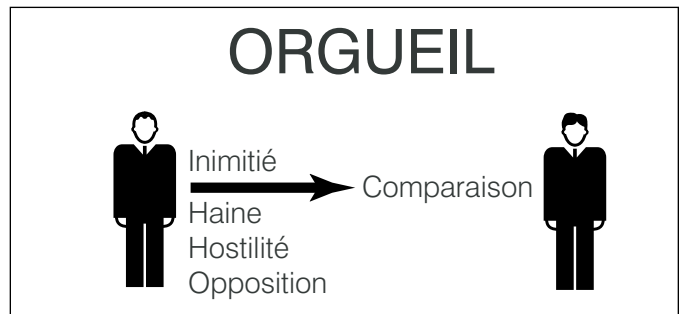 ORGUEIL
Inimitié
Comparaison
Haine
Hostilité
Opposition